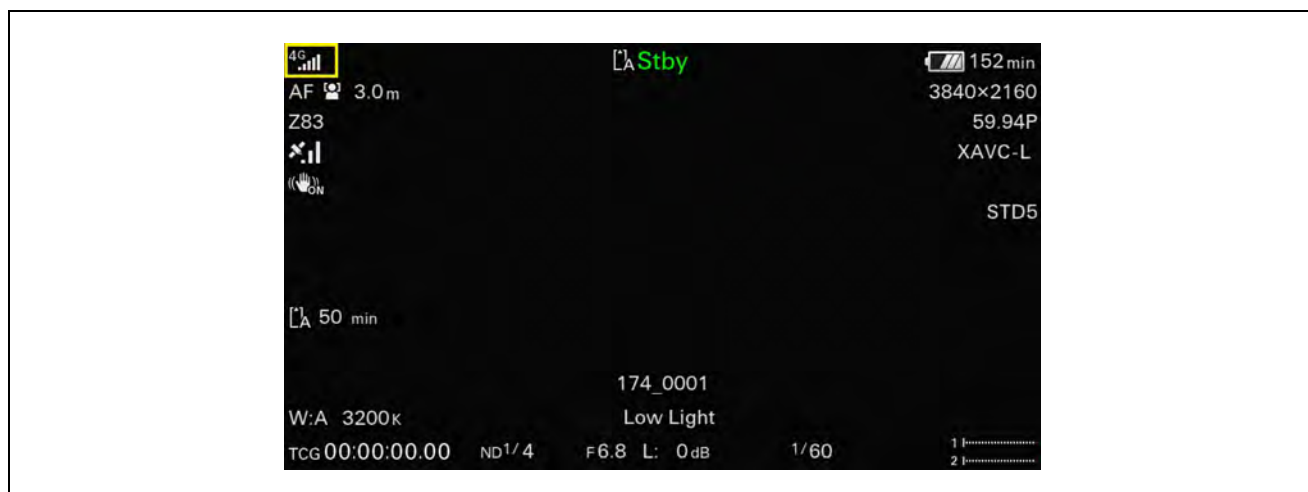 4G A Stby 152 min
AF 3.0 m 3840×2160
Z83 59.94P
XAVC-L
ON
STD5
A 50 min
174_0001
W:A 3200K Low Light
TCG 00:00:00.00 ND1/4 F6.8 L: 0dB 1/60 1
2